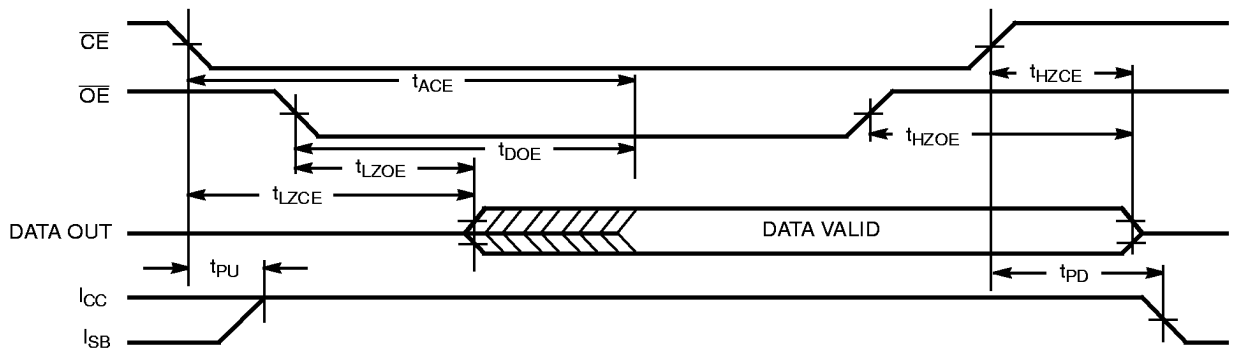 CE
tACE
tHZCE
OE
tHZOE
tDOE
tLZOE
tLZCE
DATA OUT
DATA VALID
tPU
tPD
ICC
ISB